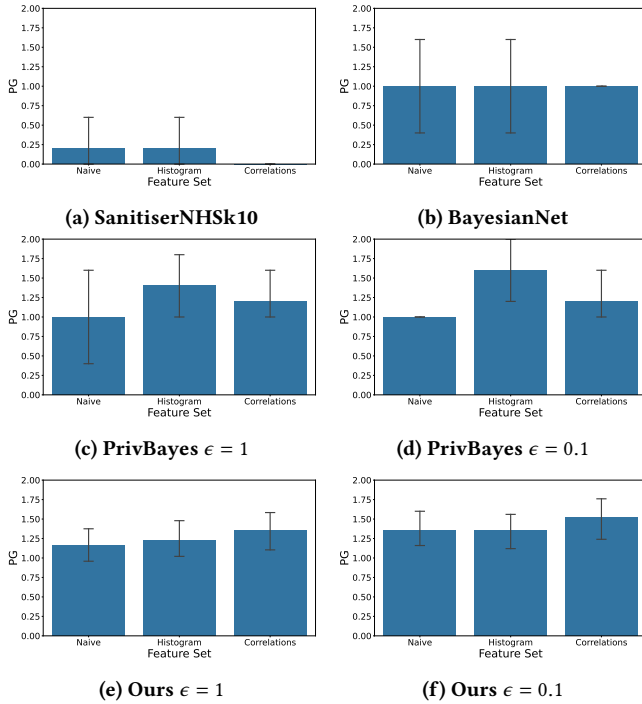 2.00
1.75
1.50
1.25
1.00
0.75
0.50
0.25
0.00
PG
Naive Histogram Correlations
Feature Set
(a) SanitiserNHSk10
2.00
1.75
1.50
1.25
1.00
0.75
0.50
0.25
0.00
PG
Naive Histogram Correlations
Feature Set
(b) BayesianNet
2.00
1.75
1.50
1.25
1.00
0.75
0.50
0.25
0.00
PG
Naive Histogram Correlations
Feature Set
(c) PrivBayes ϵ = 1
2.00
1.75
1.50
1.25
1.00
0.75
0.50
0.25
0.00
PG
Naive Histogram Correlations
Feature Set
(d) PrivBayes ϵ = 0.1
2.00
1.75
1.50
1.25
1.00
0.75
0.50
0.25
0.00
PG
Naive Histogram Correlations
Feature Set
(e) Ours ϵ = 1
2.00
1.75
1.50
1.25
1.00
0.75
0.50
0.25
0.00
PG
Naive Histogram Correlations
Feature Set
(f) Ours ϵ = 0.1